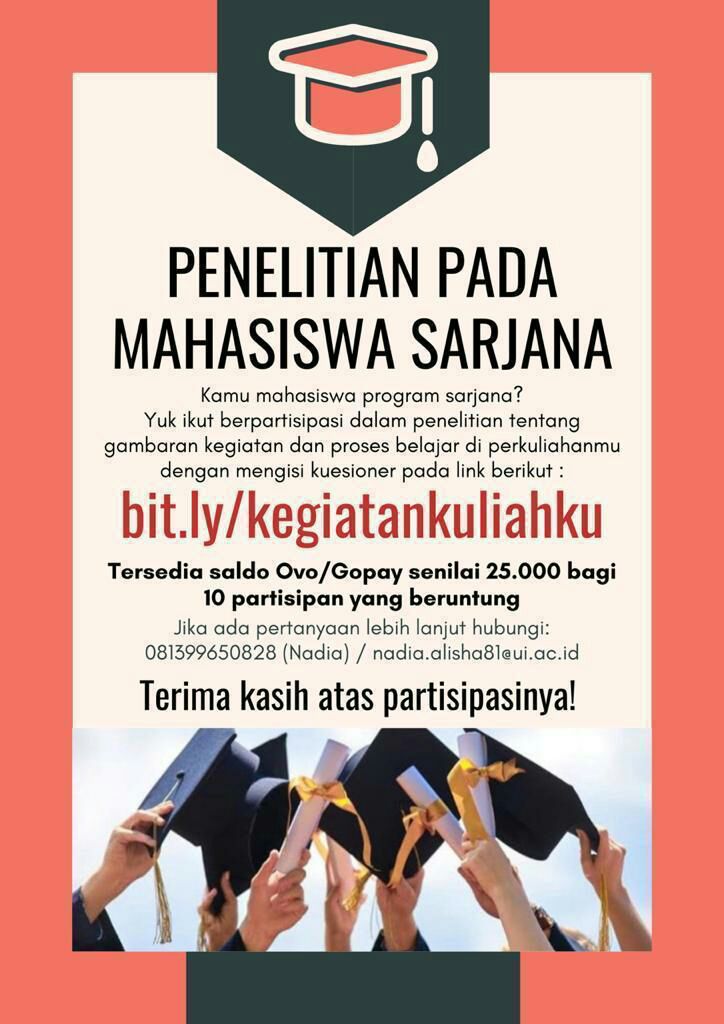 PENELITIAN PADA
MAHASISWA SARJANA
Kamu mahasiswa program sarjana?
Yuk ikut berpartisipasi dalam penelitian tentang
gambaran kegiatan dan proses belajar di perkuliahanmu
dengan mengisi kuesioner pada link berikut :
bit.ly/kegiatankuliahku
Tersedia saldo Ovo/Gopay senilai 25.000 bagi
10 partisipan yang beruntung
Jika ada pertanyaan lebih lanjut hubungi:
081399650828 (Nadia) / nadia.alisha81@ui.ac.id
Terima kasih atas partisipasinya!